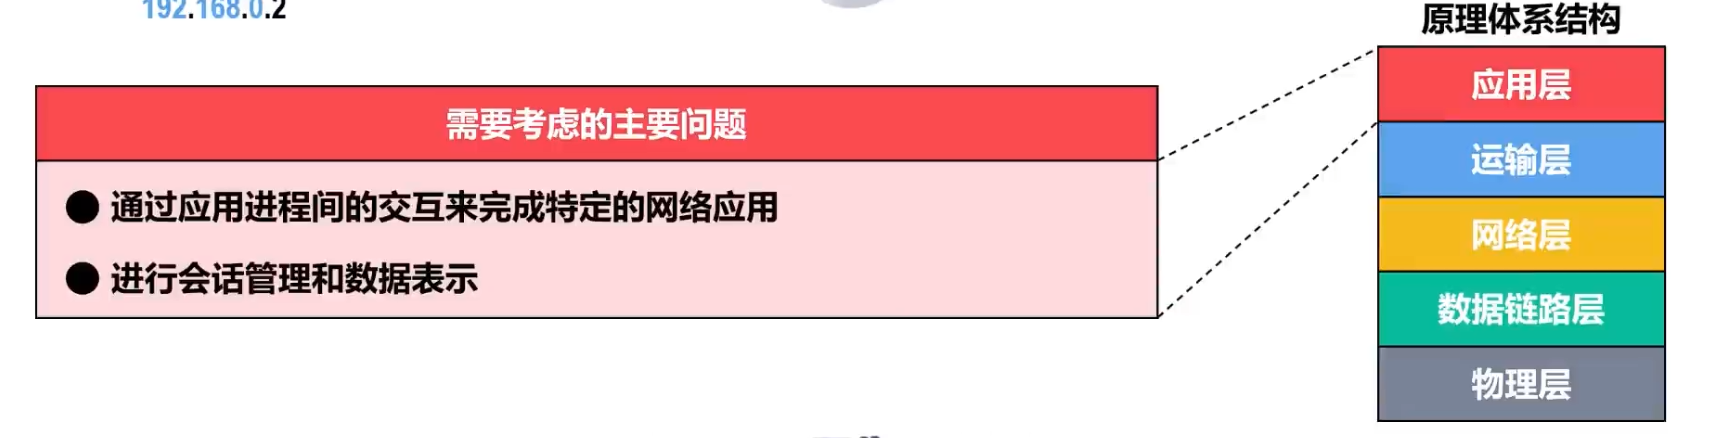 192.168.0.2
原理体系结构
需要考虑的主要问题
● 通过应用进程间的交互来完成特定的网络应用
● 进行会话管理和数据表示
应用层
运输层
网络层
数据链路层
物理层